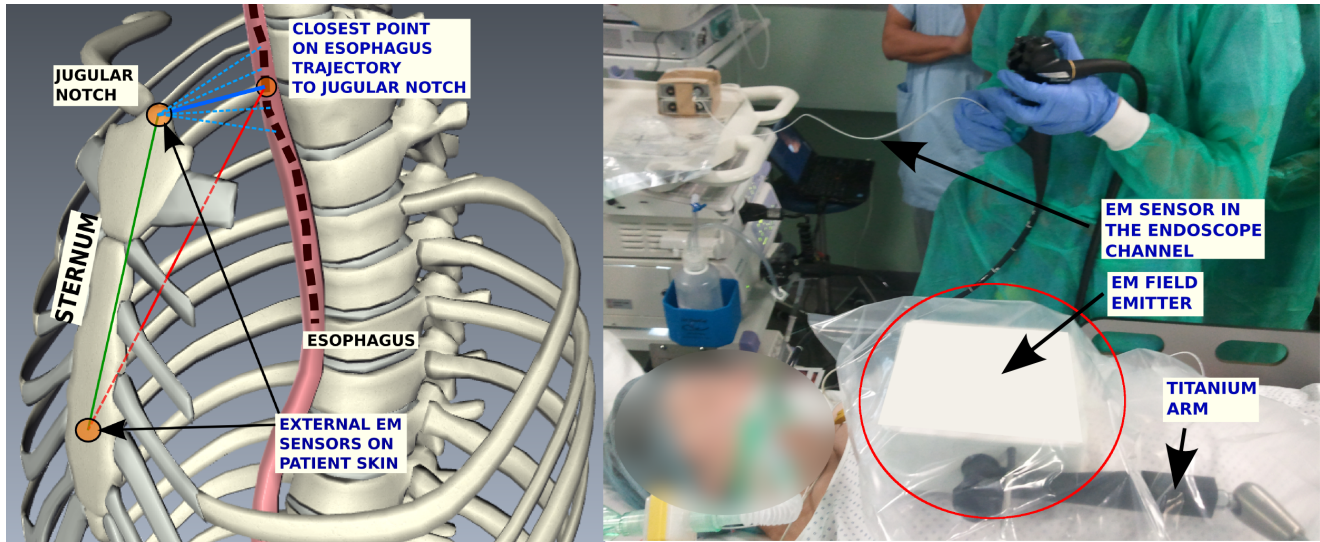 CLOSEST POINT
ON ESOPHAGUS
TRAJECTORY
TO JUGULAR NOTCH
JUGULAR
NOTCH
STERNUM
ESOPHAGUS
EXTERNAL EM
SENSORS ON
PATIENT SKIN
EM SENSOR IN
THE ENDOSCOPE
CHANNEL
EM FIELD
EMITTER
TITANIUM
ARM